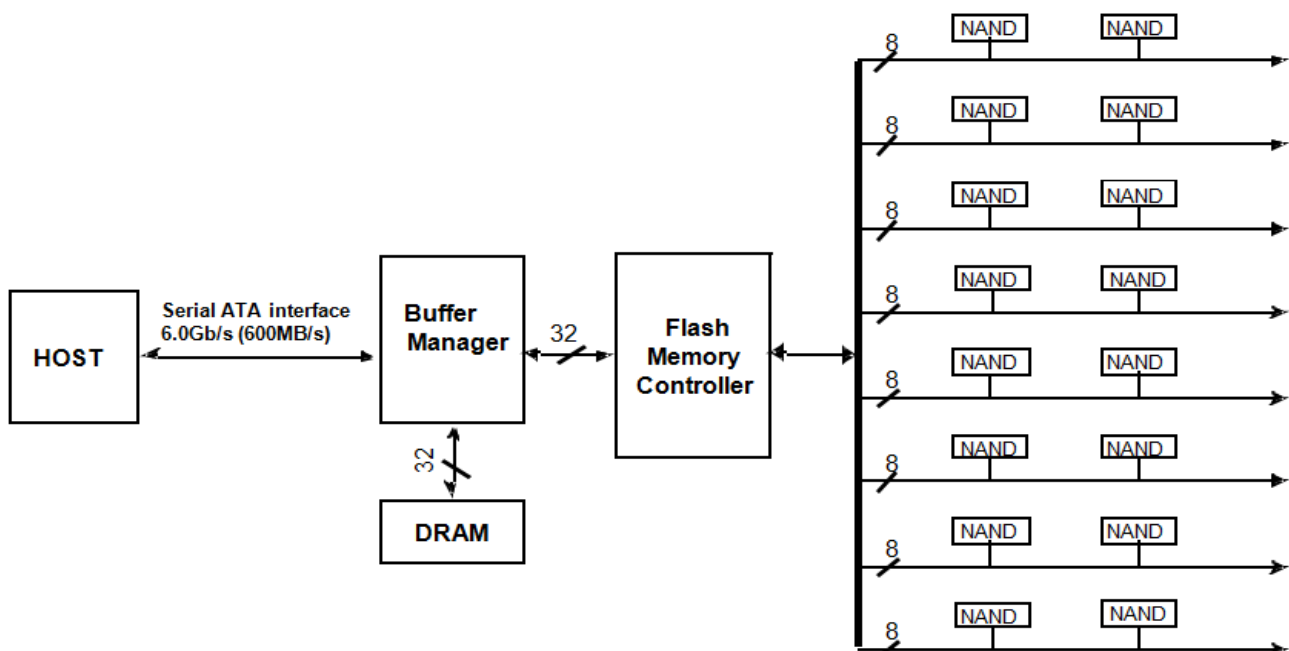 8 NAND NAND
8 NAND NAND
8 NAND NAND
8 NAND NAND
8 NAND NAND
8 NAND NAND
8 NAND NAND
8 NAND NAND
HOST
Serial ATA interface
6.0Gb/s (600MB/s)
Buffer
Manager
32
Flash
Memory
Controller
32
DRAM